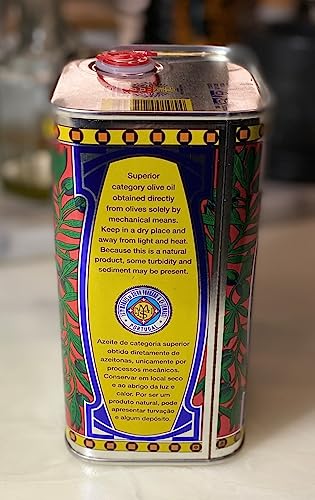 Superior
category olive oil
obtained directly
from olives solely by
mechanical means.
Keep in a dry place and
away from light and heat.
Because this is a natural
product, some turbidity and
sediment may be present.
PORTUGAL
Azeite de categoria superior
obtido diretamente de
azeitonas, unicamente por
processos mecânicos.
Conservar em local seco
e ao abrigo da luz e
calor. Por ser um
produto natural, pode
apresentar turvação
e algum depósito.